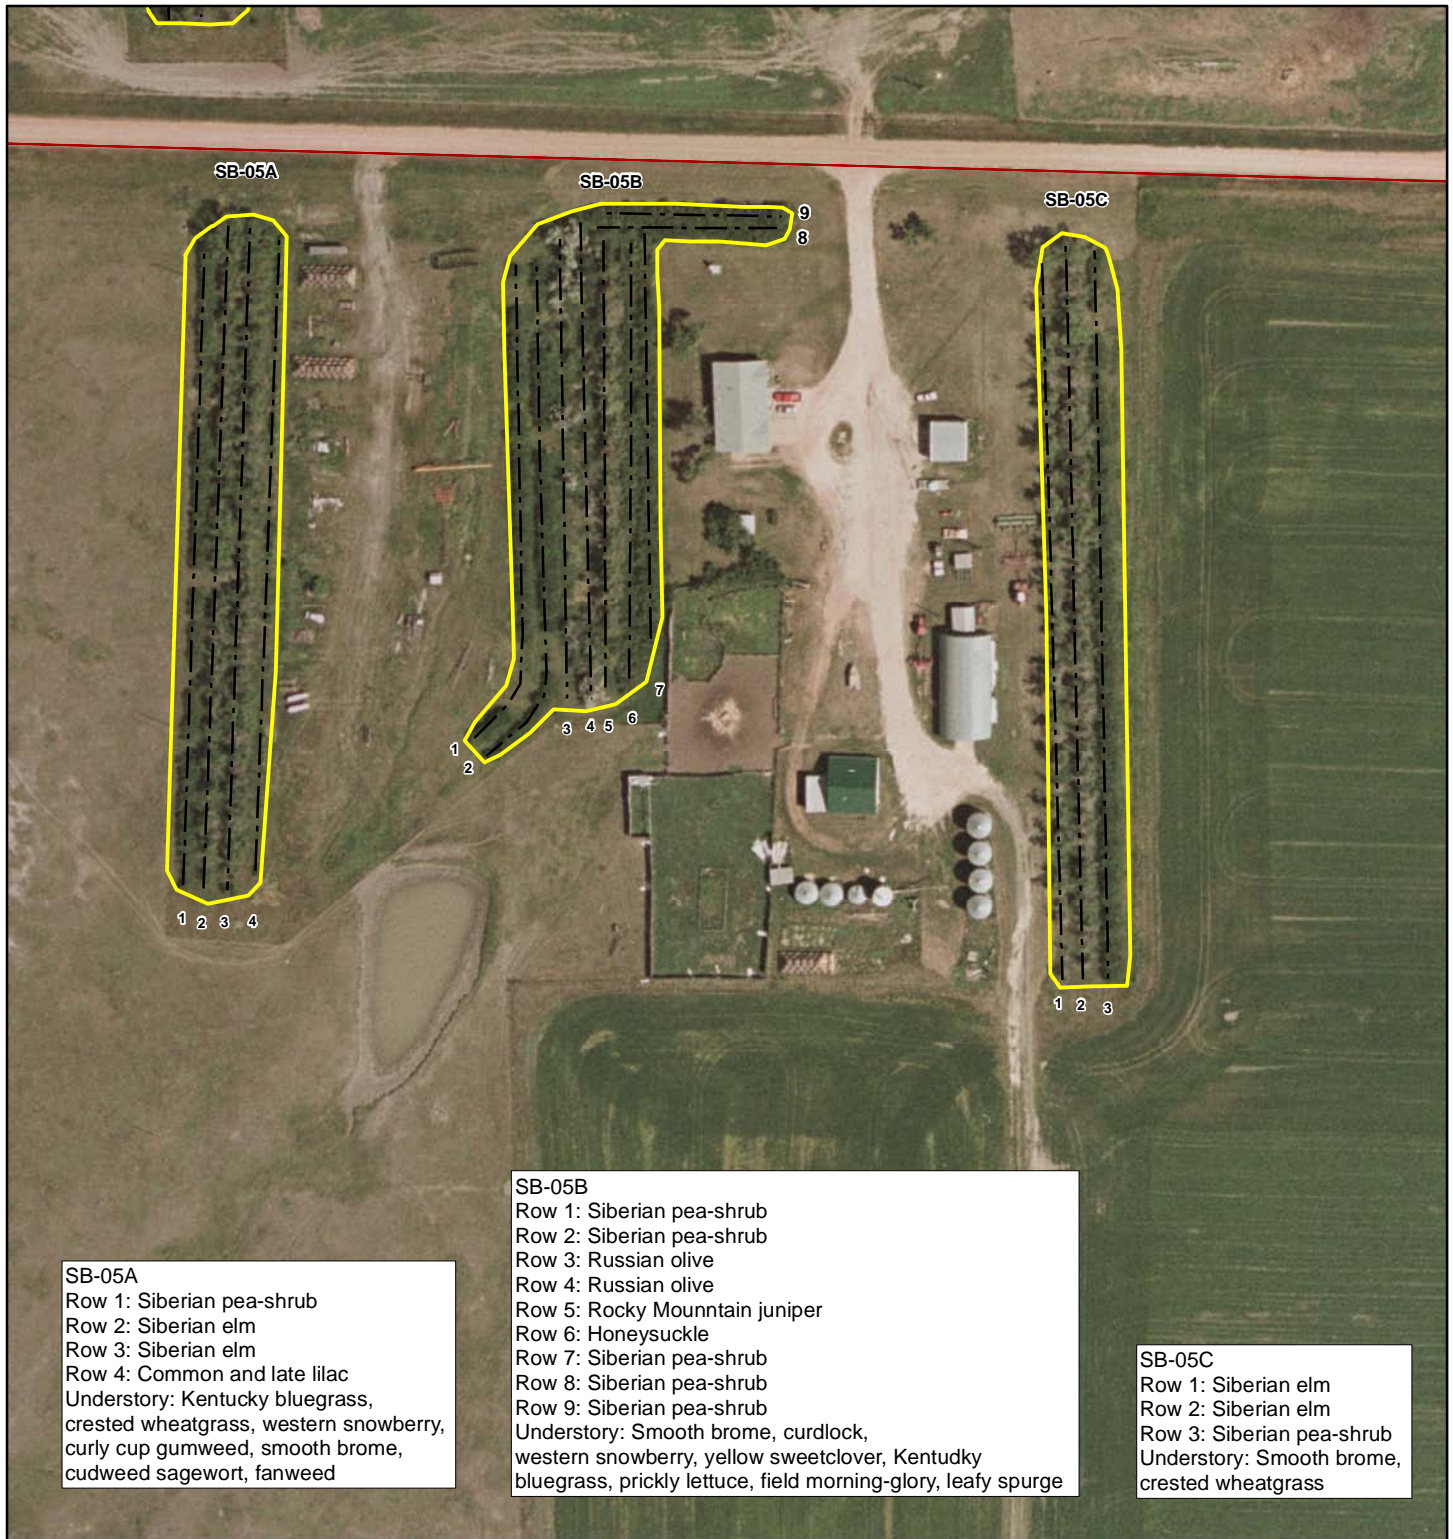 SB-05A
SB-05B
SB-05C
9
8
7
6
5
4
3
1
2
1
2
3
4
1
2
3
SB-05A
Row 1: Siberian pea-shrub
Row 2: Siberian elm
Row 3: Siberian elm
Row 4: Common and late lilac
Understory: Kentucky bluegrass,
crested wheatgrass, western snowberry,
curly cup gumweed, smooth brome,
cudweed sagewort, fanweed
SB-05B
Row 1: Siberian pea-shrub
Row 2: Siberian pea-shrub
Row 3: Russian olive
Row 4: Russian olive
Row 5: Rocky Mounntain juniper
Row 6: Honeysuckle
Row 7: Siberian pea-shrub
Row 8: Siberian pea-shrub
Row 9: Siberian pea-shrub
Understory: Smooth brome, curdlock,
western snowberry, yellow sweetclover, Kentudky
bluegrass, prickly lettuce, field morning-glory, leafy spurge
SB-05C
Row 1: Siberian elm
Row 2: Siberian elm
Row 3: Siberian pea-shrub
Understory: Smooth brome,
crested wheatgrass